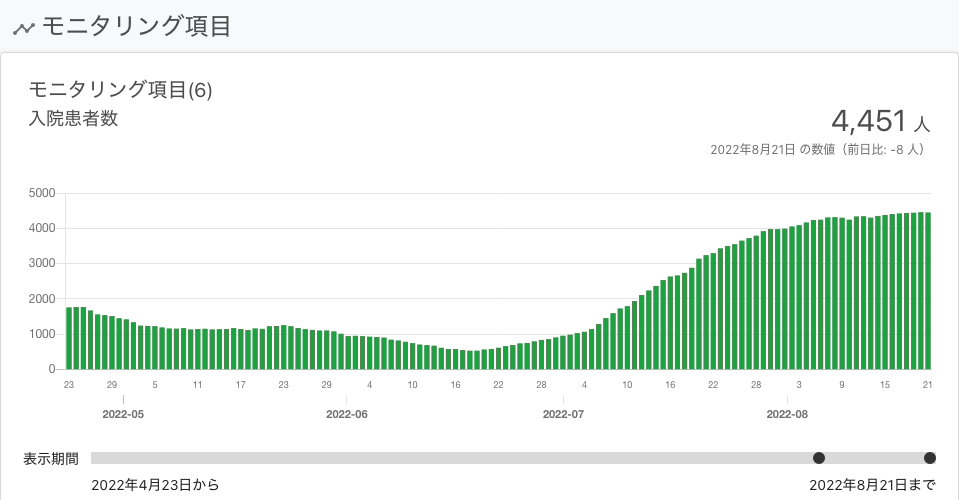 モニタリング項目
モニタリング項目(6)
入院患者数
4,451 人
2022年8月21日 の数値（前日比: -8 人）
5000
4000
3000
2000
1000
0
23 29 5 11 17 23 29 4 10 16 22 28 4 10 16 22 28 3 9 15 21
2022-05 2022-06 2022-07 2022-08
表示期間
2022年4月23日から 2022年8月21日まで